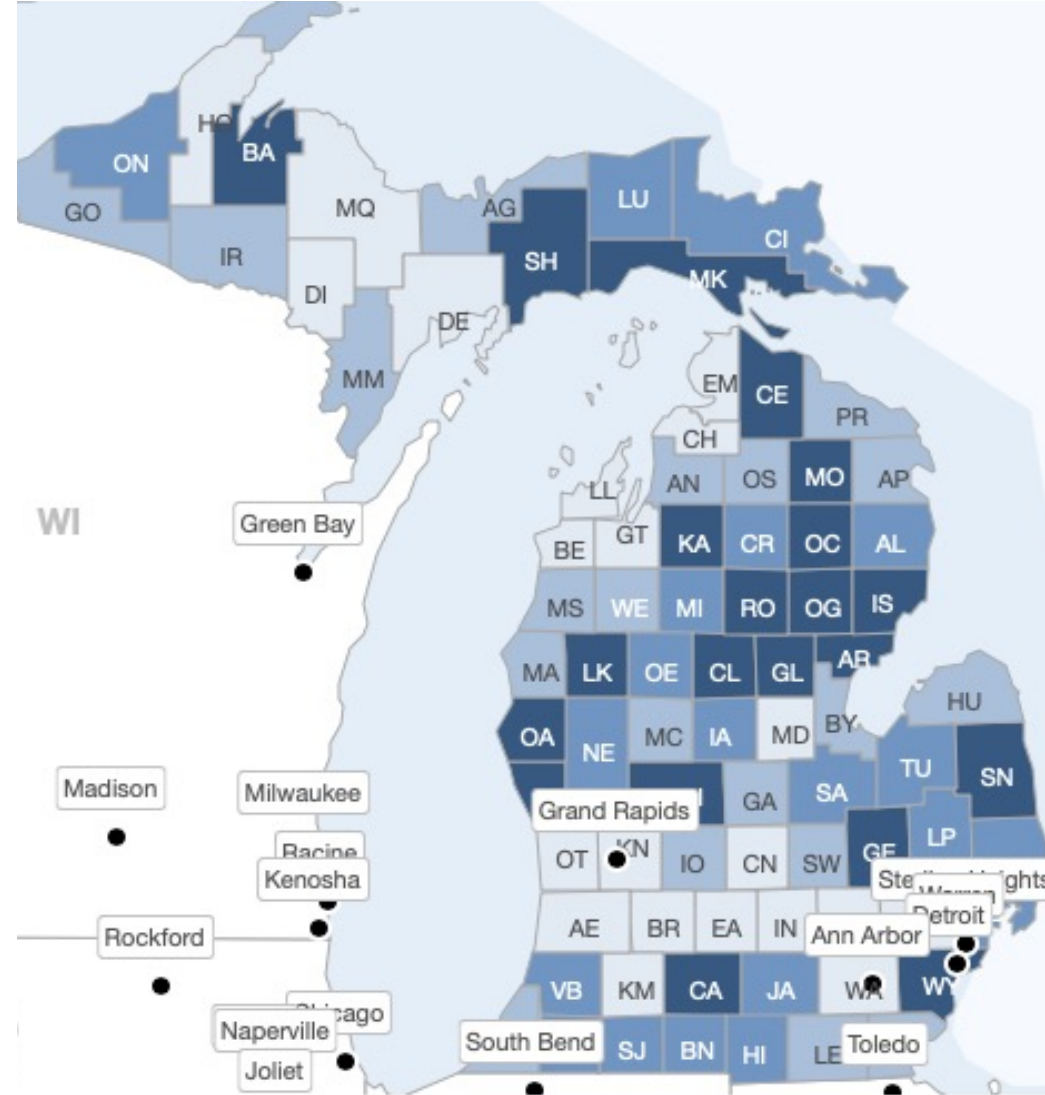 HO
BA
ON
LU
MQ
AG
GO
CI
IR
SH
MK
DI
DE
MM
EM
CE
PR
CH
AN
OS
MO
AP
LL
WI
Green Bay
GT
BE
KA
CR
OC
AL
MS
WE
MI
RO
OG
IS
MA
LK
OE
CL
GL
AR
HU
OA
NE
MC
IA
MD
BY
TU
SN
Madison
Milwaukee
GA
SA
Grand Rapids
LP
Racine
OT
KN
IO
CN
SW
GE
Kenosha
Warren
Detroit
Rockford
AE
BR
EA
IN
Ann Arbor
VB
KM
CA
JA
WA
WY
Chicago
Naperville
South Bend
SJ
BN
HI
LE
Toledo
Joliet